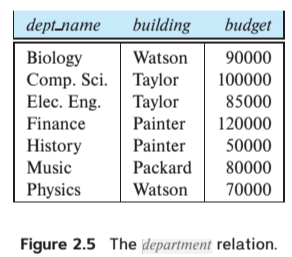 dept_name building budget
Biology Watson 90000
Comp. Sci. Taylor 100000
Elec. Eng. Taylor 85000
Finance Painter 120000
History Painter 50000
Music Packard 80000
Physics Watson 70000
Figure 2.5 The department relation.